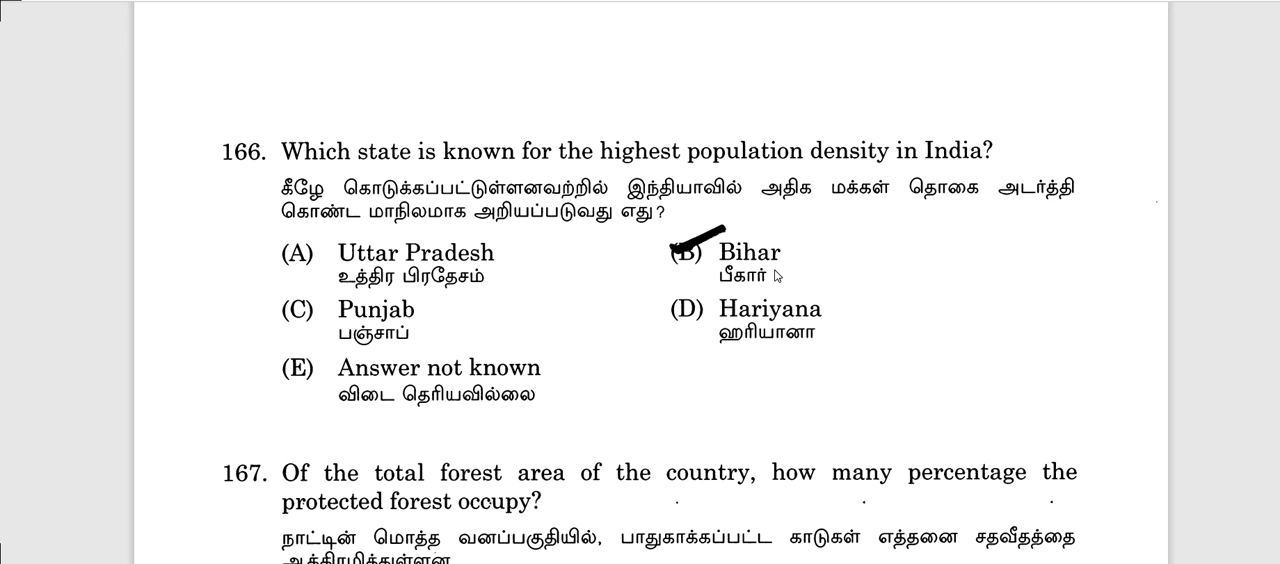 166. Which state is known for the highest population density in India?
கீழே கொடுக்கப்பட்டுள்ளனவற்றில் இந்தியாவில் அதிக மக்கள் தொகை அடர்த்தி
கொண்ட மாநிலமாக அறியப்படுவது எது?
(A) Uttar Pradesh (B) Bihar
உத்திர பிரதேசம் பீகார்
(C) Punjab (D) Hariyana
பஞ்சாப் ஹரியானா
(E) Answer not known
விடை தெரியவில்லை
167. Of the total forest area of the country, how many percentage the
protected forest occupy?
நாட்டின் மொத்த வனப்பகுதியில், பாதுகாக்கப்பட்ட காடுகள் எத்தனை சதவீதத்தை
ஆக்கிரமித்துள்ளன